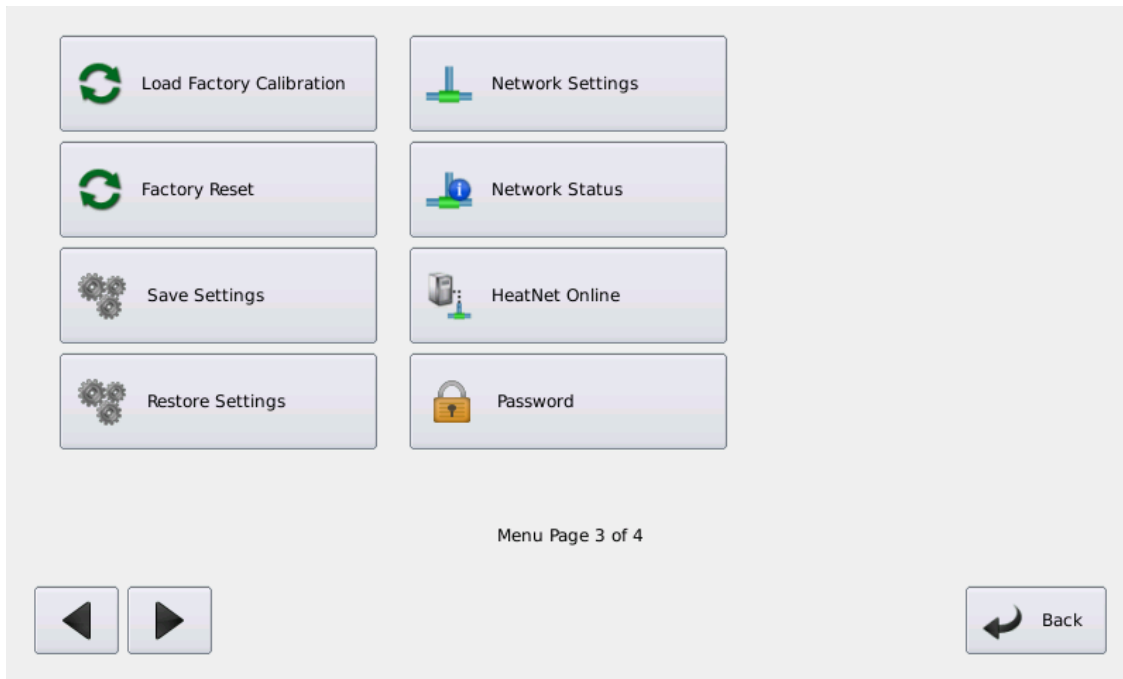 Load Factory Calibration
Network Settings
Factory Reset
Network Status
Save Settings
HeatNet Online
Restore Settings
Password
Menu Page 3 of 4
Back